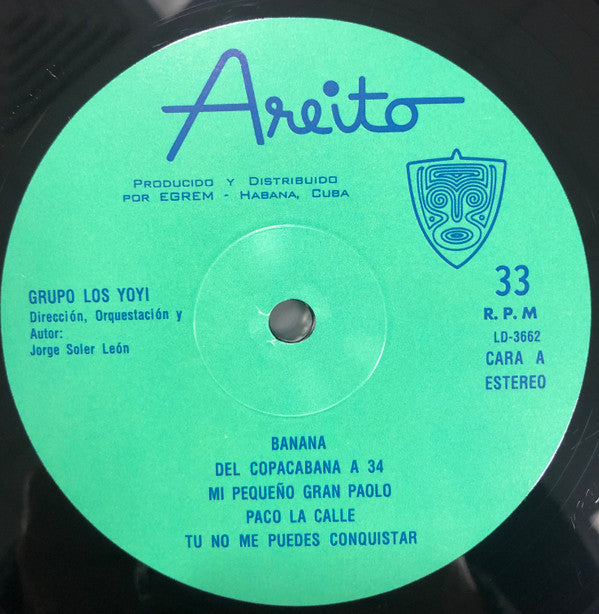 Areito
PRODUCIDO Y DISTRIBUIDO
POR EGREM - HABANA, CUBA
GRUPO LOS YOYI
Dirección, Orquestación y
Autor:
Jorge Soler León
33
R. P. M
LD-3662
CARA A
ESTEREO
BANANA
DEL COPACABANA A 34
MI PEQUEÑO GRAN PAOLO
PACO LA CALLE
TU NO ME PUEDES CONQUISTAR